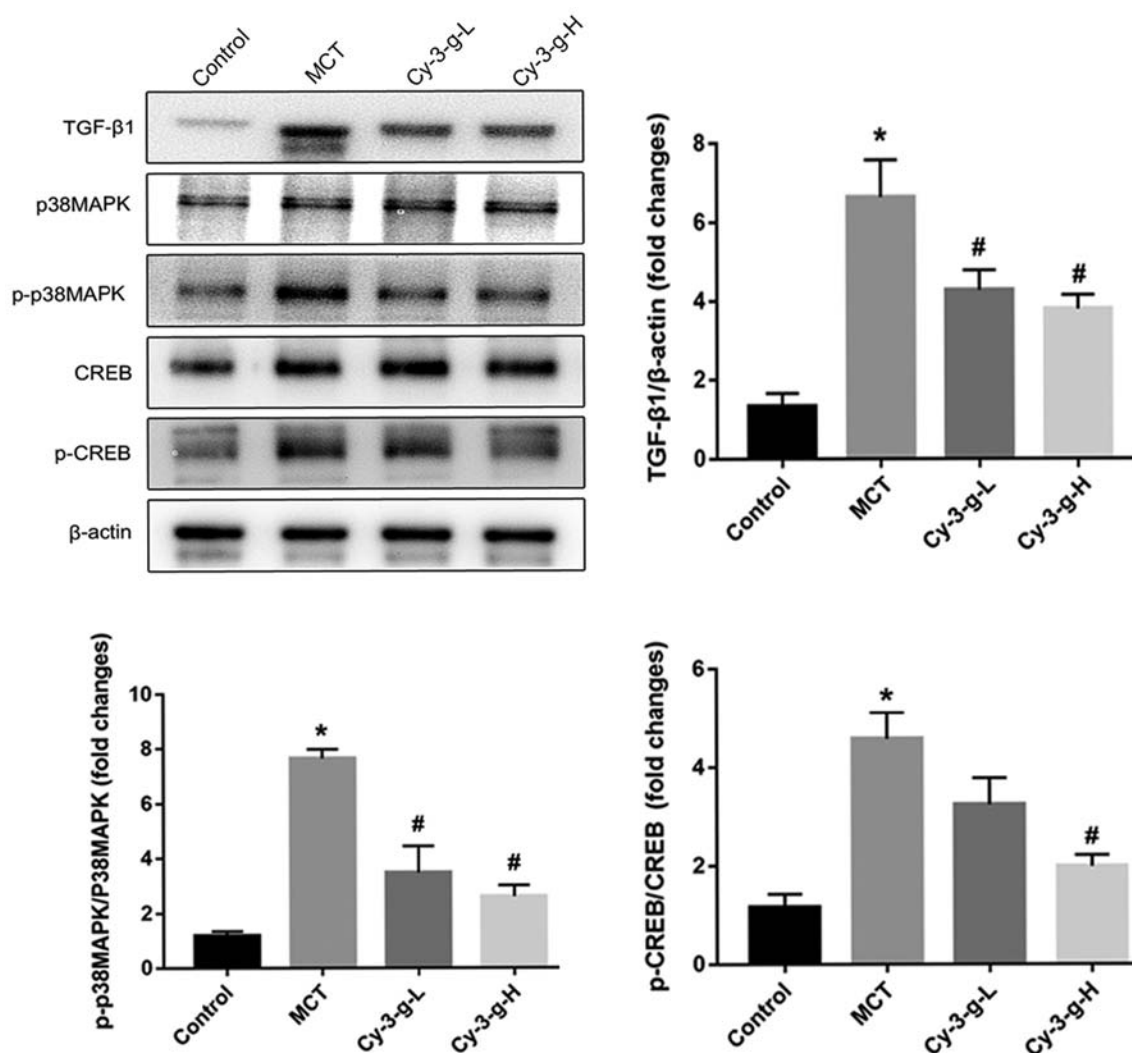 Control MCT Cy-3-g-L Cy-3-g-H
TGF-β1
p38MAPK
p-p38MAPK
CREB
p-CREB
β-actin
TGF-β1/β-actin (fold changes)
8
6
4
2
0
*
#
#
Control MCT Cy-3-g-L Cy-3-g-H
p-p38MAPK/P38MAPK (fold changes)
10
8
6
4
2
0
*
#
#
Control MCT Cy-3-g-L Cy-3-g-H
p-CREB/CREB (fold changes)
6
4
2
0
*
#
Control MCT Cy-3-g-L Cy-3-g-H